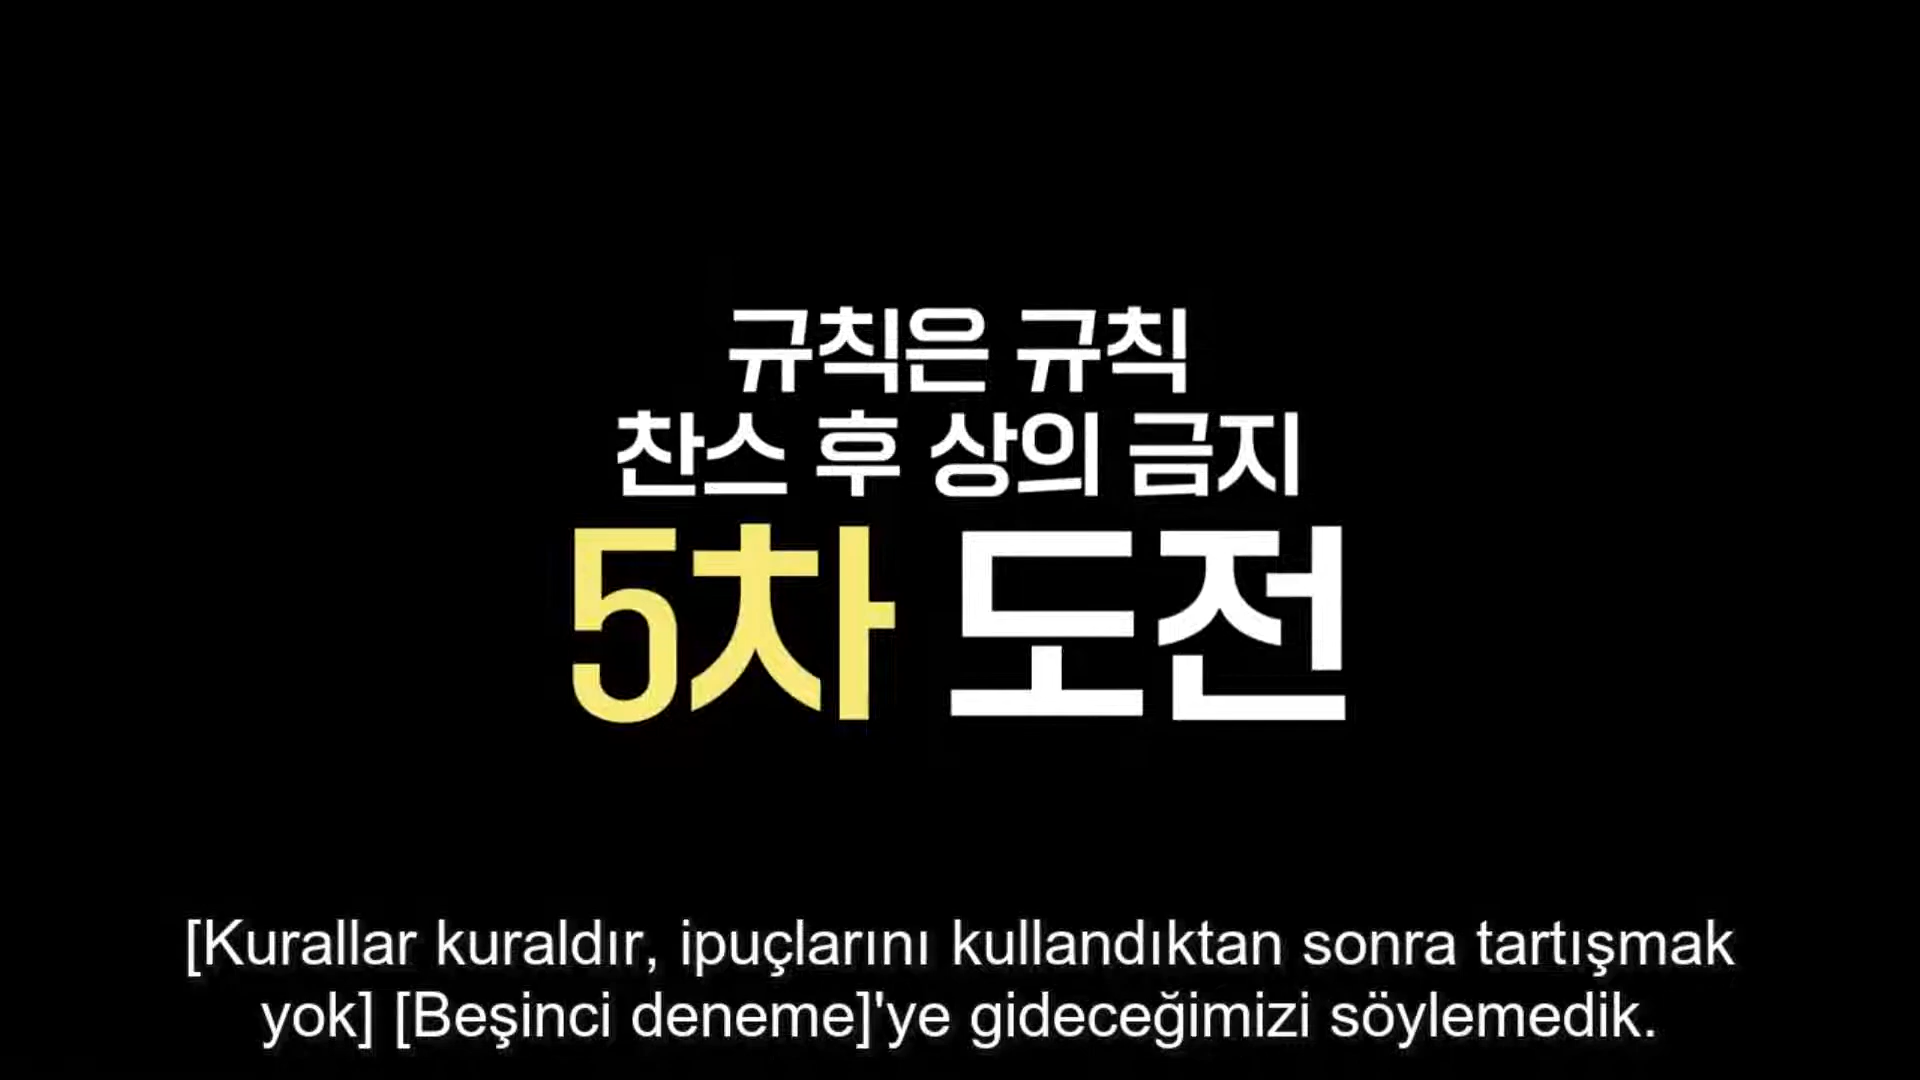 규칙은 규칙
찬스 후 상의 금지
5차 도전
[Kurallar kuraldır, ipuçlarını kullandıktan sonra tartışmak
yok] [Beşinci deneme]'ye gideceğimizi söylemedik.